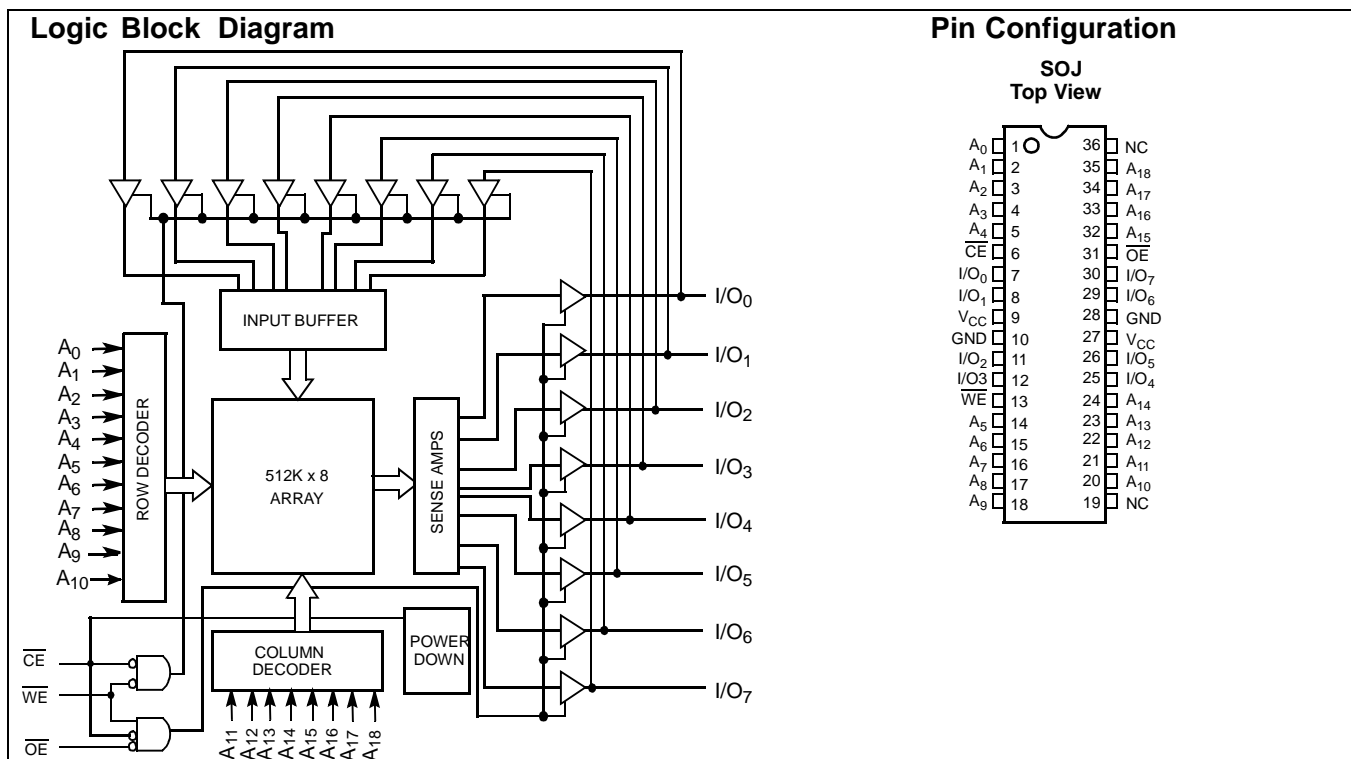 Logic Block Diagram
INPUT BUFFER
A0
A1
A2
A3
A4
A5
A6
A7
A8
A9
A10
ROW DECODER
512K x 8
ARRAY
SENSE AMPS
I/O0
I/O1
I/O2
I/O3
I/O4
I/O5
I/O6
I/O7
COLUMN
DECODER
POWER
DOWN
CE
WE
OE
A11
A12
A13
A14
A15
A16
A17
A18
Pin Configuration
SOJ
Top View
A0 1 36 NC
A1 2 35 A18
A2 3 34 A17
A3 4 33 A16
A4 5 32 A15
CE 6 31 OE
I/O0 7 30 I/O7
I/O1 8 29 I/O6
VCC 9 28 GND
GND 10 27 VCC
I/O2 11 26 I/O5
I/O3 12 25 I/O4
WE 13 24 A14
A5 14 23 A13
A6 15 22 A12
A7 16 21 A11
A8 17 20 A10
A9 18 19 NC